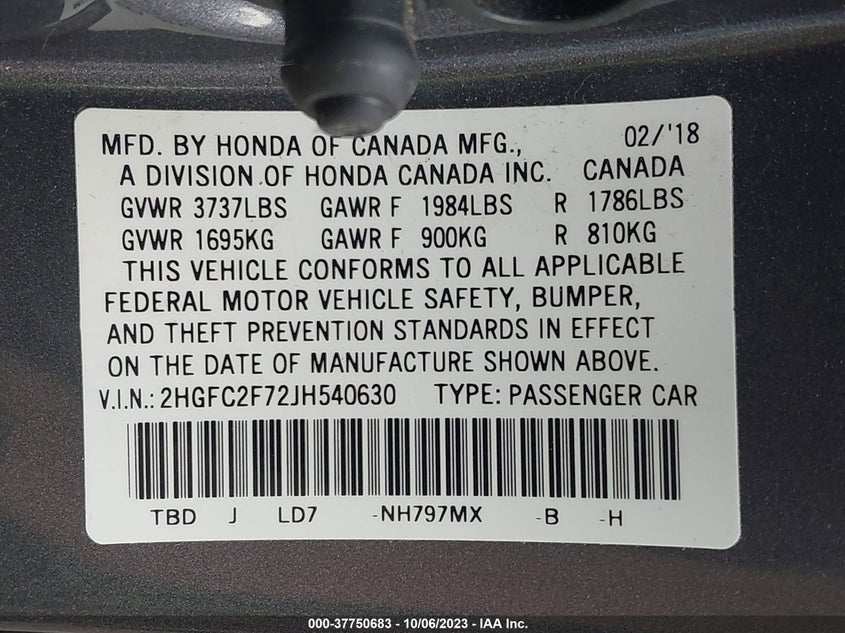 MFD. BY HONDA OF CANADA MFG., 02/'18
A DIVISION OF HONDA CANADA INC. CANADA
GVWR 3737LBS GAWR F 1984LBS R 1786LBS
GVWR 1695KG GAWR F 900KG R 810KG
THIS VEHICLE CONFORMS TO ALL APPLICABLE
FEDERAL MOTOR VEHICLE SAFETY, BUMPER,
AND THEFT PREVENTION STANDARDS IN EFFECT
ON THE DATE OF MANUFACTURE SHOWN ABOVE.
V.I.N.: 2HGFC2F72JH540630 TYPE: PASSENGER CAR
TBD J LD7 -NH797MX -B -H
000-37750683 - 10/06/2023 - IAA Inc.